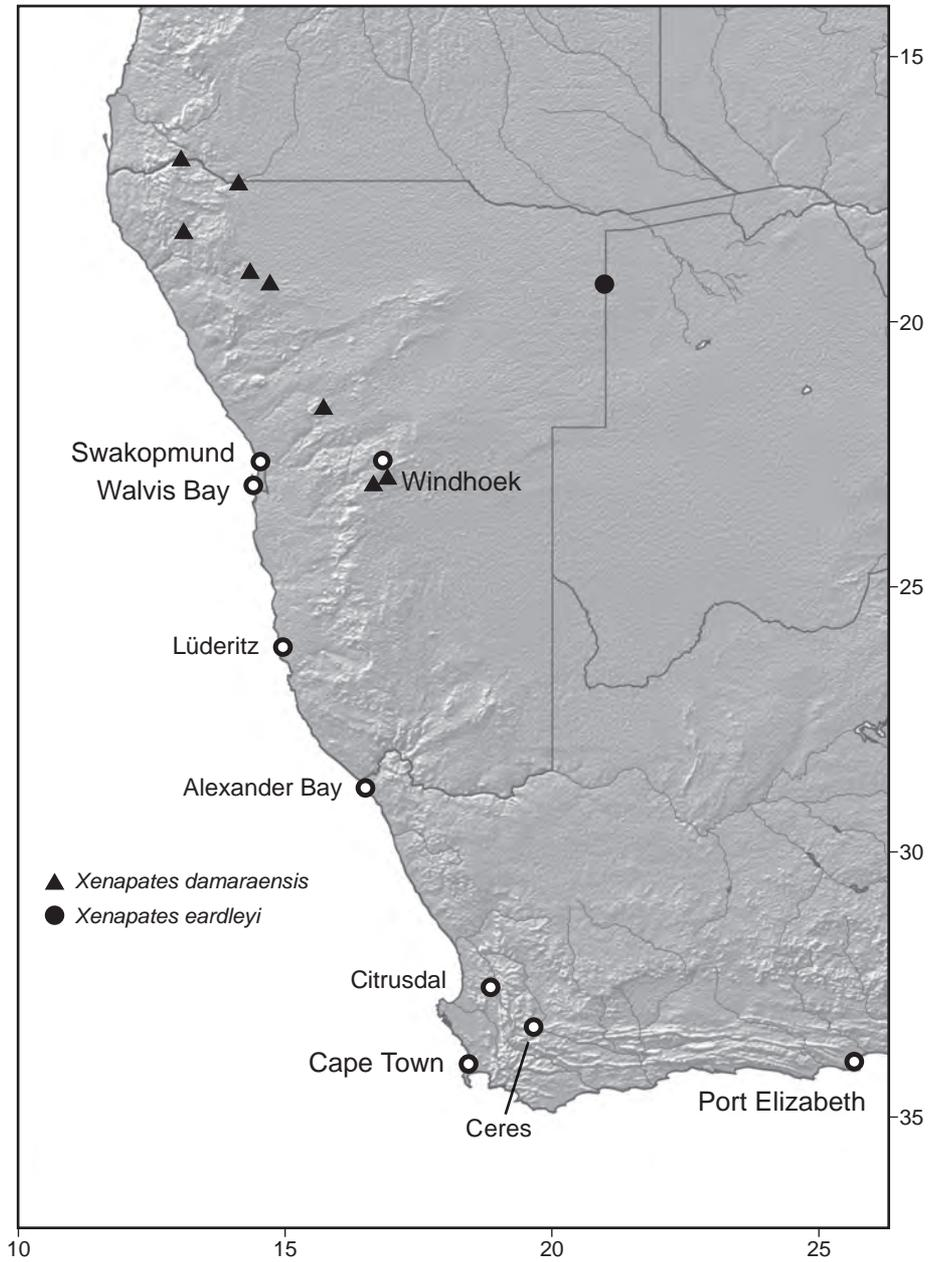 15
20
Swakopmund
Walvis Bay
Windhoek
25
Lüderitz
Alexander Bay
30
Xenapates damaraensis
Xenapates eardleyi
Citrusdal
Cape Town
Port Elizabeth
Ceres
35
10 15 20 25